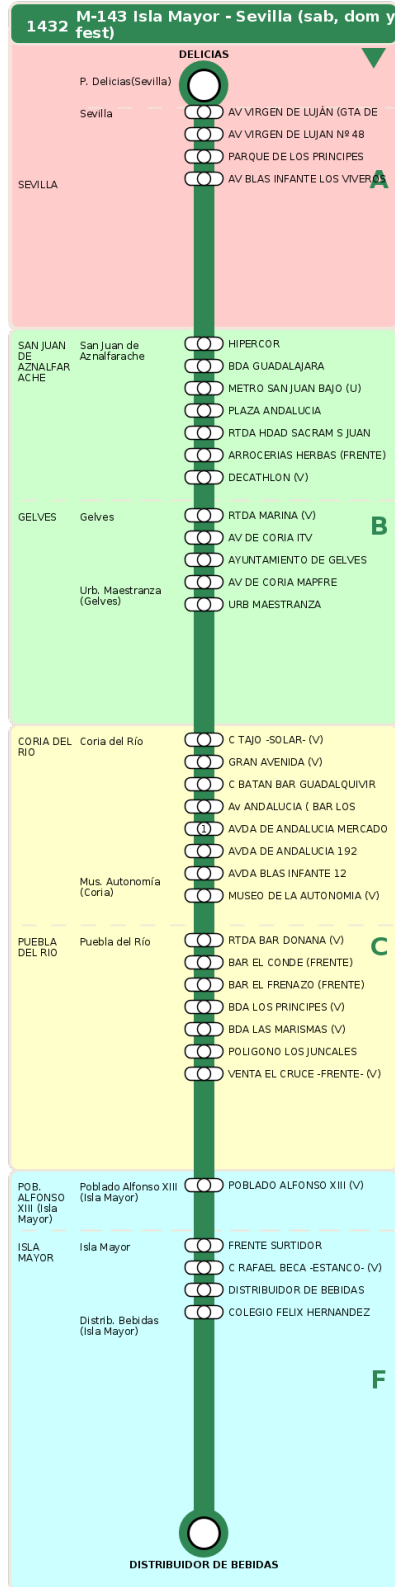 1432 M-143 Isla Mayor - Sevilla (sab, dom y
fest)
DELICIAS
P. Delicias(Sevilla)
Sevilla
AV VIRGEN DE LUJÁN (GTA DE
AV VIRGEN DE LUJAN Nº 48
PARQUE DE LOS PRINCIPES
AV BLAS INFANTE LOS VIVEROS
A
SEVILLA
SAN JUAN
DE
AZNALFAR
ACHE
San Juan de
Aznalfarache
HIPERCOR
BDA GUADALAJARA
METRO SAN JUAN BAJO (U)
PLAZA ANDALUCIA
RTDA HDAD SACRAM S JUAN
ARROCERIAS HERBAS (FRENTE)
DECATHLON (V)
GELVES
Gelves
RTDA MARINA (V)
B
AV DE CORIA ITV
AYUNTAMIENTO DE GELVES
AV DE CORIA MAPFRE
Urb. Maestranza
(Gelves)
URB MAESTRANZA
CORIA DEL
RIO
Coria del Río
C TAJO -SOLAR- (V)
GRAN AVENIDA (V)
C BATAN BAR GUADALQUIVIR
Av ANDALUCIA ( BAR LOS
1
AVDA DE ANDALUCIA MERCADO
AVDA DE ANDALUCIA 192
AVDA BLAS INFANTE 12
Mus. Autonomía
(Coria)
MUSEO DE LA AUTONOMIA (V)
PUEBLA
DEL RIO
Puebla del Río
RTDA BAR DONANA (V)
C
BAR EL CONDE (FRENTE)
BAR EL FRENAZO (FRENTE)
BDA LOS PRINCIPES (V)
BDA LAS MARISMAS (V)
POLIGONO LOS JUNCALES
VENTA EL CRUCE -FRENTE- (V)
POB.
ALFONSO
XIII (Isla
Mayor)
Poblado Alfonso XIII
(Isla Mayor)
POBLADO ALFONSO XIII (V)
ISLA
MAYOR
Isla Mayor
FRENTE SURTIDOR
C RAFAEL BECA -ESTANCO- (V)
DISTRIBUIDOR DE BEBIDAS
COLEGIO FELIX HERNANDEZ
Distrib. Bebidas
(Isla Mayor)
F
DISTRIBUIDOR DE BEBIDAS